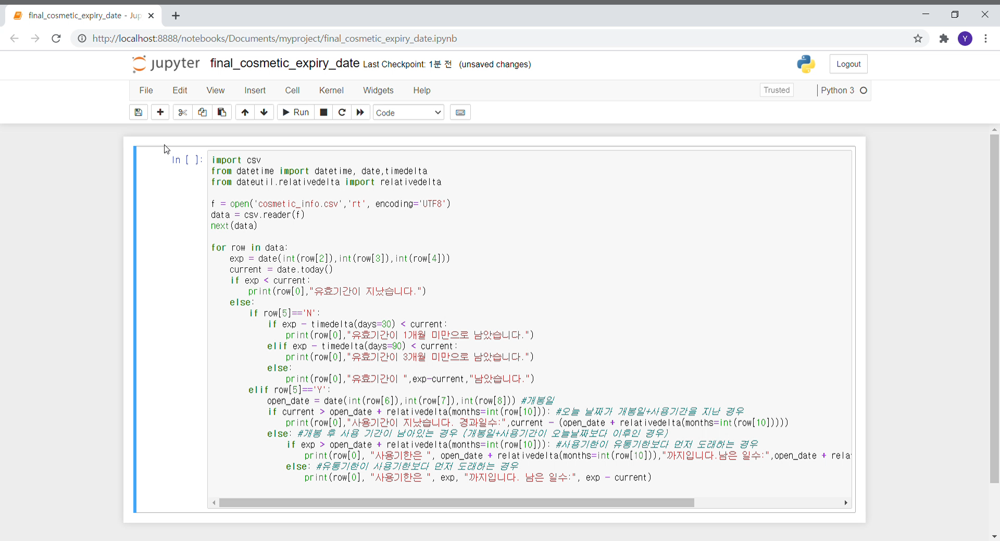 final_cosmetic_expiry_date - Jup
http://localhost:8888/notebooks/Documents/myproject/final_cosmetic_expiry_date.ipynb
Y
jupyter final_cosmetic_expiry_date Last Checkpoint: 1분 전 (unsaved changes)
Logout
File Edit View Insert Cell Kernel Widgets Help
Trusted
Python 3
Run
Code
In [ ]:
import csv
from datetime import datetime, date,timedelta
from dateutil.relativedelta import relativedelta
f = open('cosmetic_info.csv','rt', encoding='UTF8')
data = csv.reader(f)
next(data)
for row in data:
    exp = date(int(row[2]),int(row[3]),int(row[4]))
    current = date.today()
    if exp < current:
        print(row[0],"유효기간이 지났습니다.")
    else:
        if row[5]=='N':
            if exp - timedelta(days=30) < current:
                print(row[0],"유효기간이 1개월 미만으로 남았습니다.")
            elif exp - timedelta(days=90) < current:
                print(row[0],"유효기간이 3개월 미만으로 남았습니다.")
            else:
                print(row[0],"유효기간이 ",exp-current,"남았습니다.")
        elif row[5]=='Y':
            open_date = date(int(row[6]),int(row[7]),int(row[8])) #개봉일
            if current > open_date + relativedelta(months=int(row[10])): #오늘 날짜가 개봉일+사용기간을 지난 경우
                print(row[0],"사용기간이 지났습니다. 경과일수:",current - (open_date + relativedelta(months=int(row[10]))))
            else: #개봉 후 사용 기간이 남아있는 경우 (개봉일+사용기간이 오늘날짜보다 이후인 경우)
                if exp > open_date + relativedelta(months=int(row[10])): #사용기한이 유통기한보다 먼저 도래하는 경우
                    print(row[0], "사용기한은 ", open_date + relativedelta(months=int(row[10])),"까지입니다.남은 일수:",open_date + rela
                else: #유통기한이 사용기한보다 먼저 도래하는 경우
                    print(row[0], "사용기한은 ", exp, "까지입니다. 남은 일수:", exp - current)